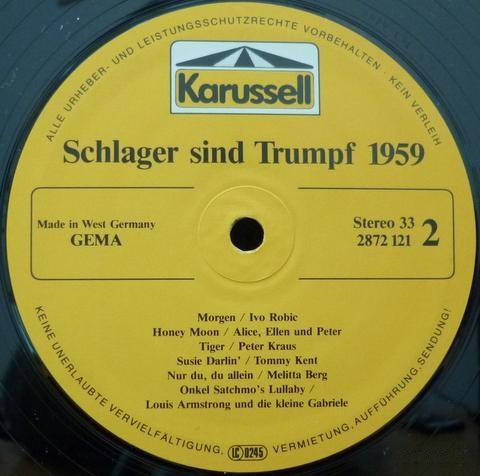 ALLE URHEBER- UND LEISTUNGSSCHUTZRECHTE VORBEHALTEN · KEIN VERLEIH
Karussell
Schlager sind Trumpf 1959
Made in West Germany
GEMA
Stereo 33
2872 121
2
Morgen / Ivo Robic
Honey Moon / Alice, Ellen und Peter
Tiger / Peter Kraus
Susie Darlin' / Tommy Kent
Nur du, du allein / Melitta Berg
Onkel Satchmo's Lullaby /
Louis Armstrong und die kleine Gabriele
KEINE UNERLAUBTE VERVIELFÄLTIGUNG, LC 0245 VERMIETUNG, AUFFÜHRUNG, SENDUNG!